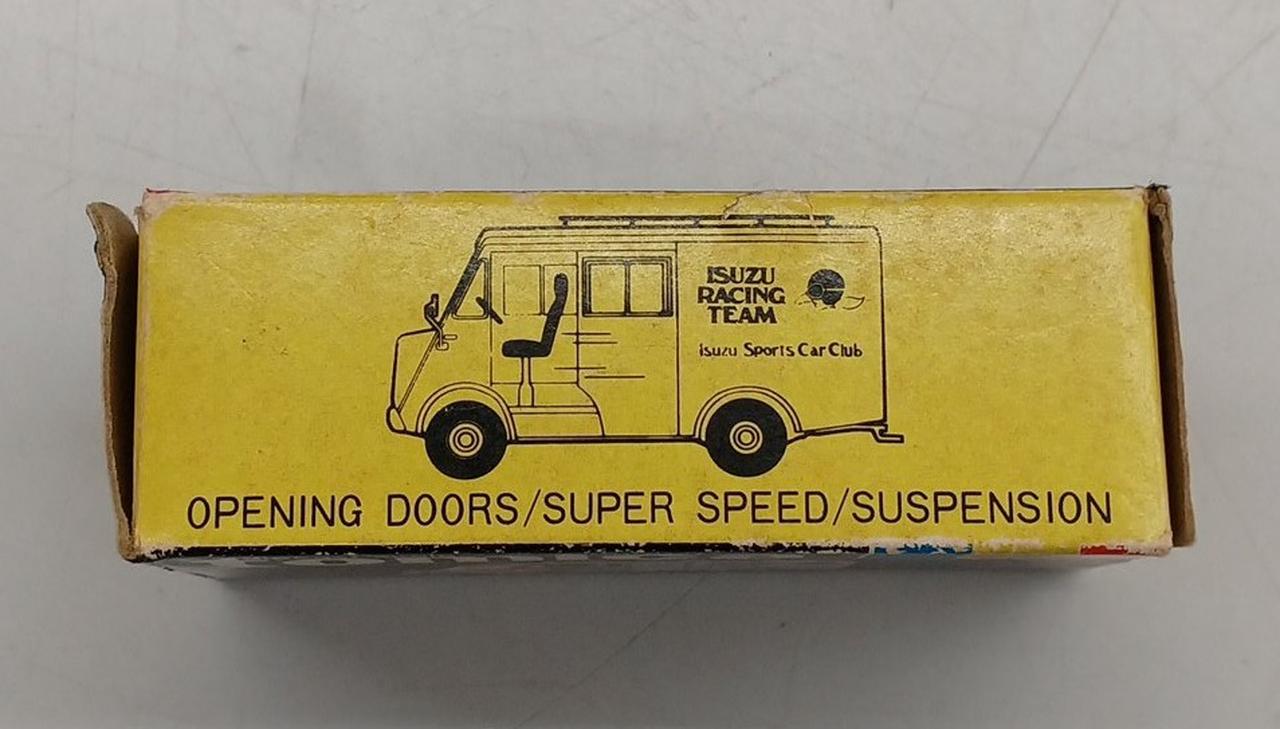 ISUZU
RACING
TEAM
Isuzu Sports Car Club
OPENING DOORS/SUPER SPEED/SUSPENSION